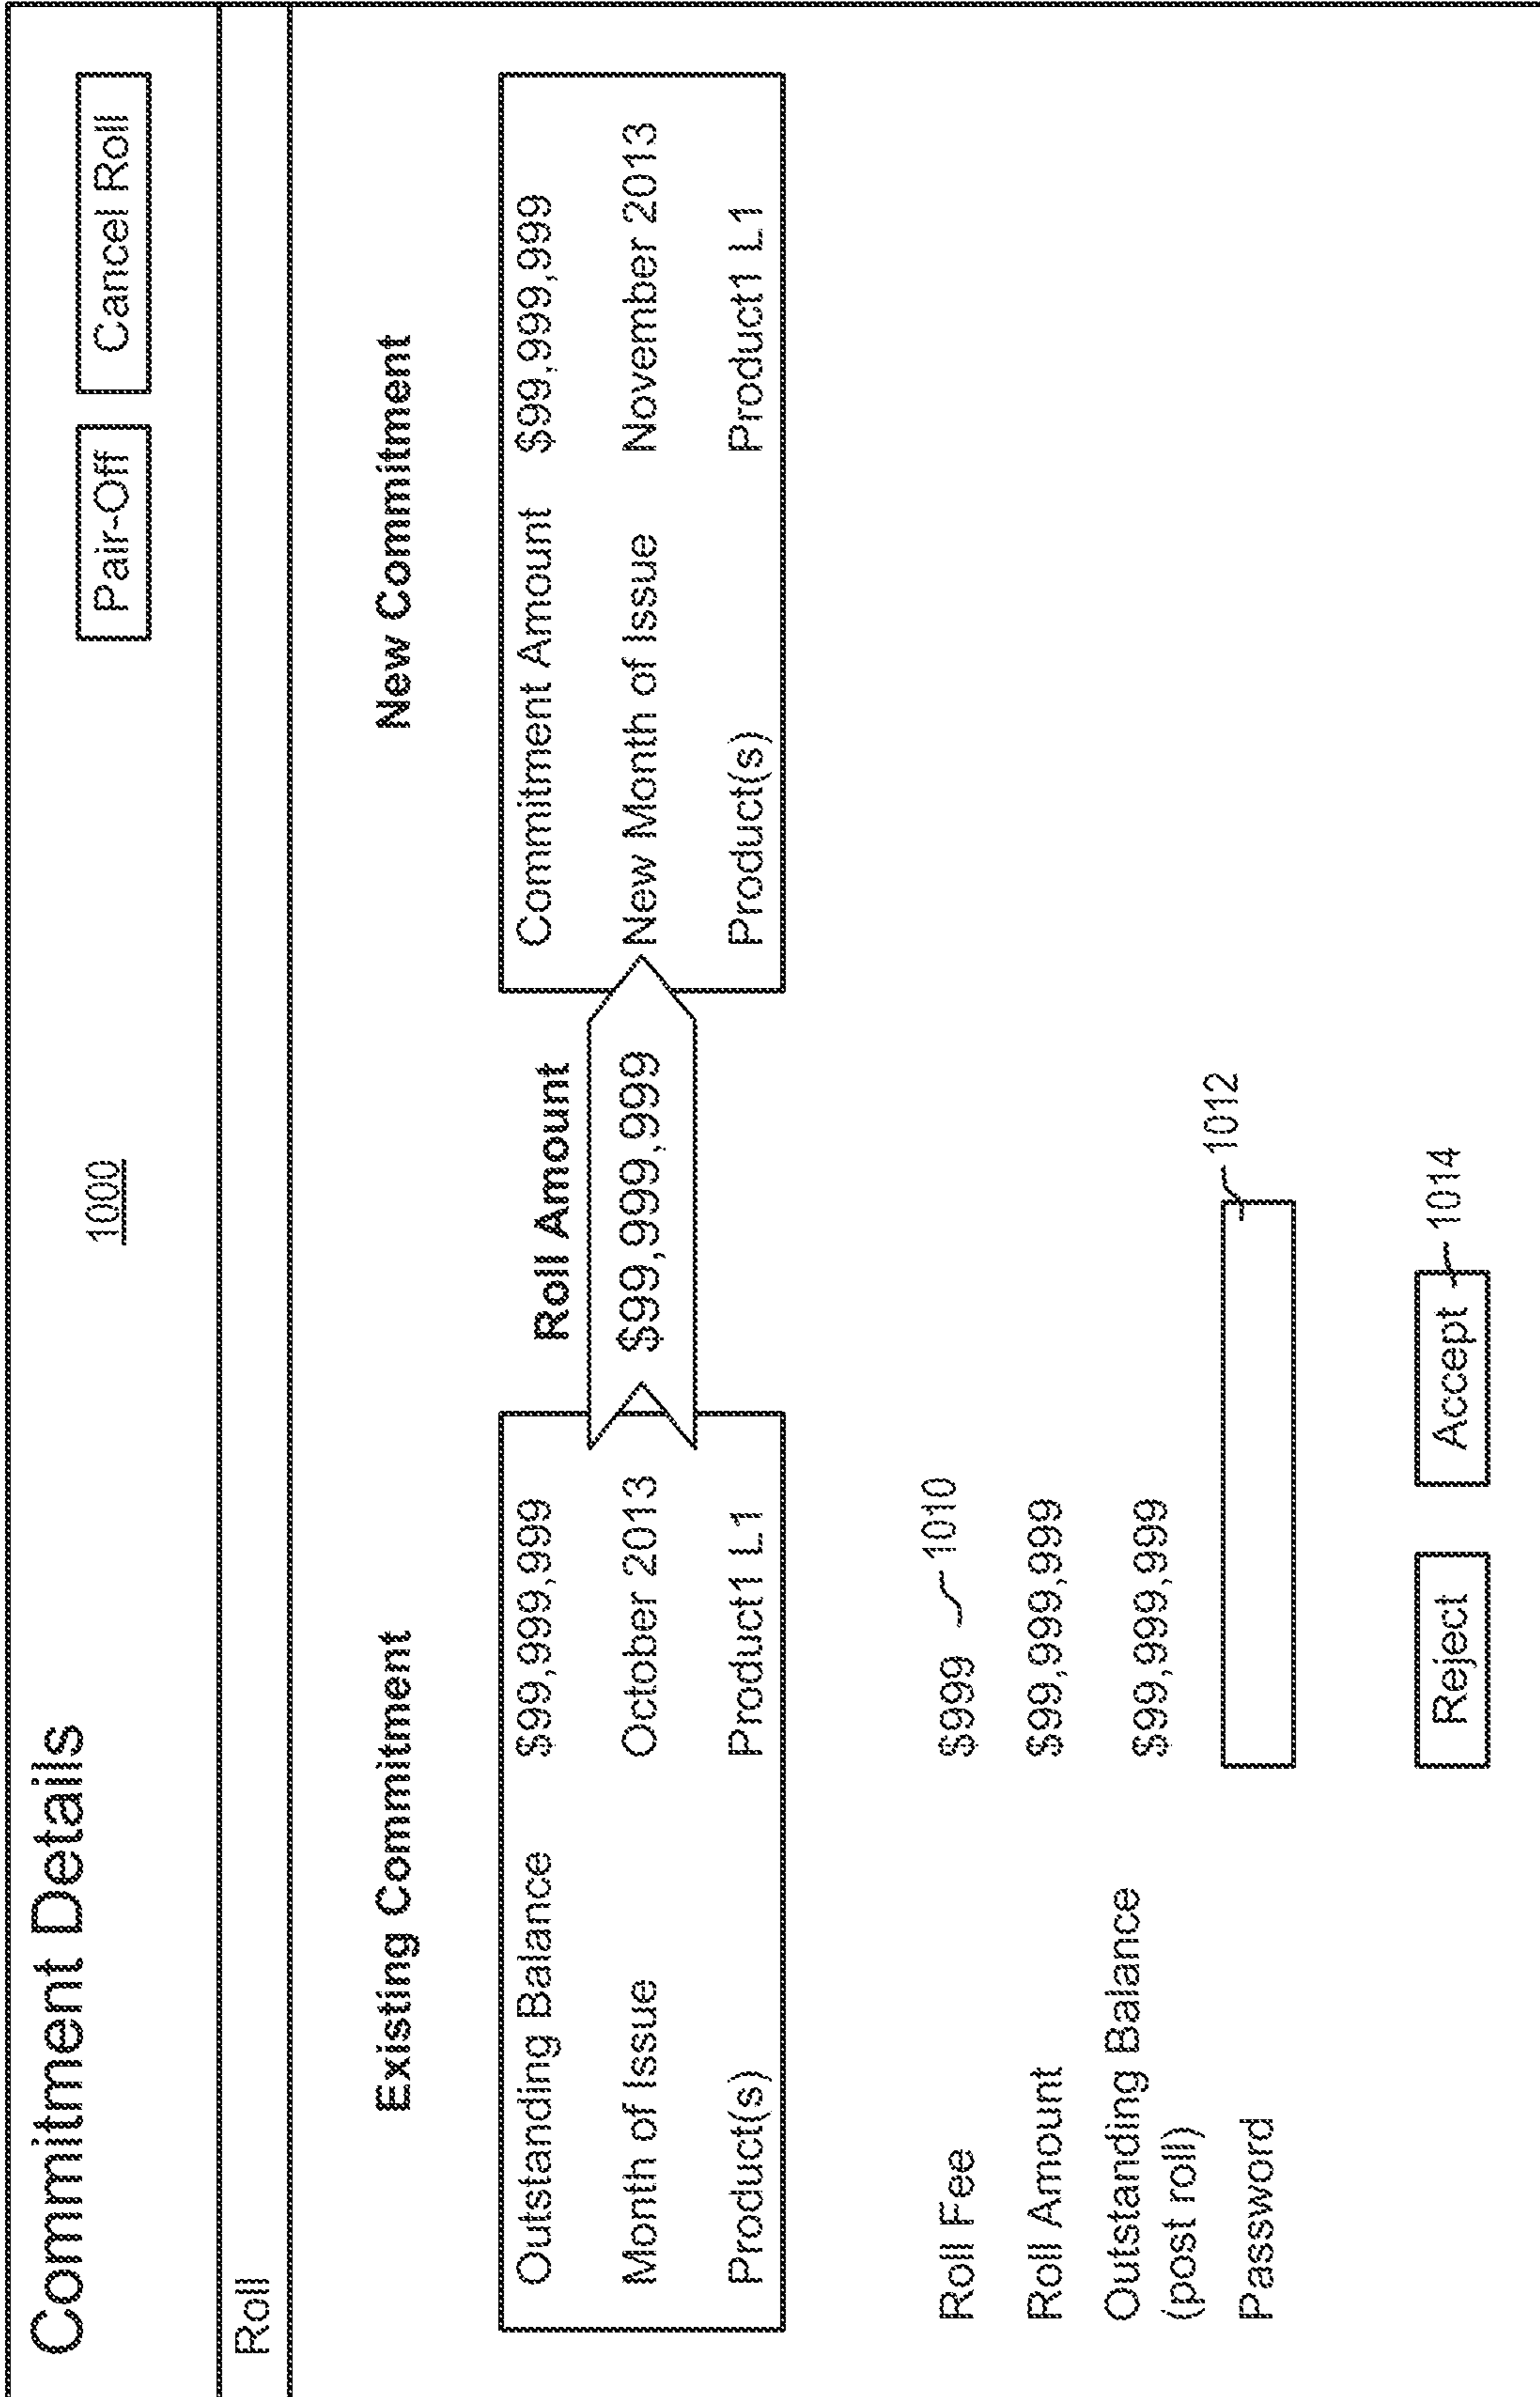 Commitment Details
1000
Pair-Off
Cancel Roll
Roll
Existing Commitment
New Commitment
Outstanding Balance $99,999,999
Month of Issue October 2013
Product(s) Product1 L1
Roll Amount
$99,999,999
Commitment Amount $99,999,999
New Month of Issue November 2013
Product(s) Product1 L1
Roll Fee $999 1010
Roll Amount $99,999,999
Outstanding Balance $99,999,999
(post roll)
Password
1012
Reject
Accept
1014